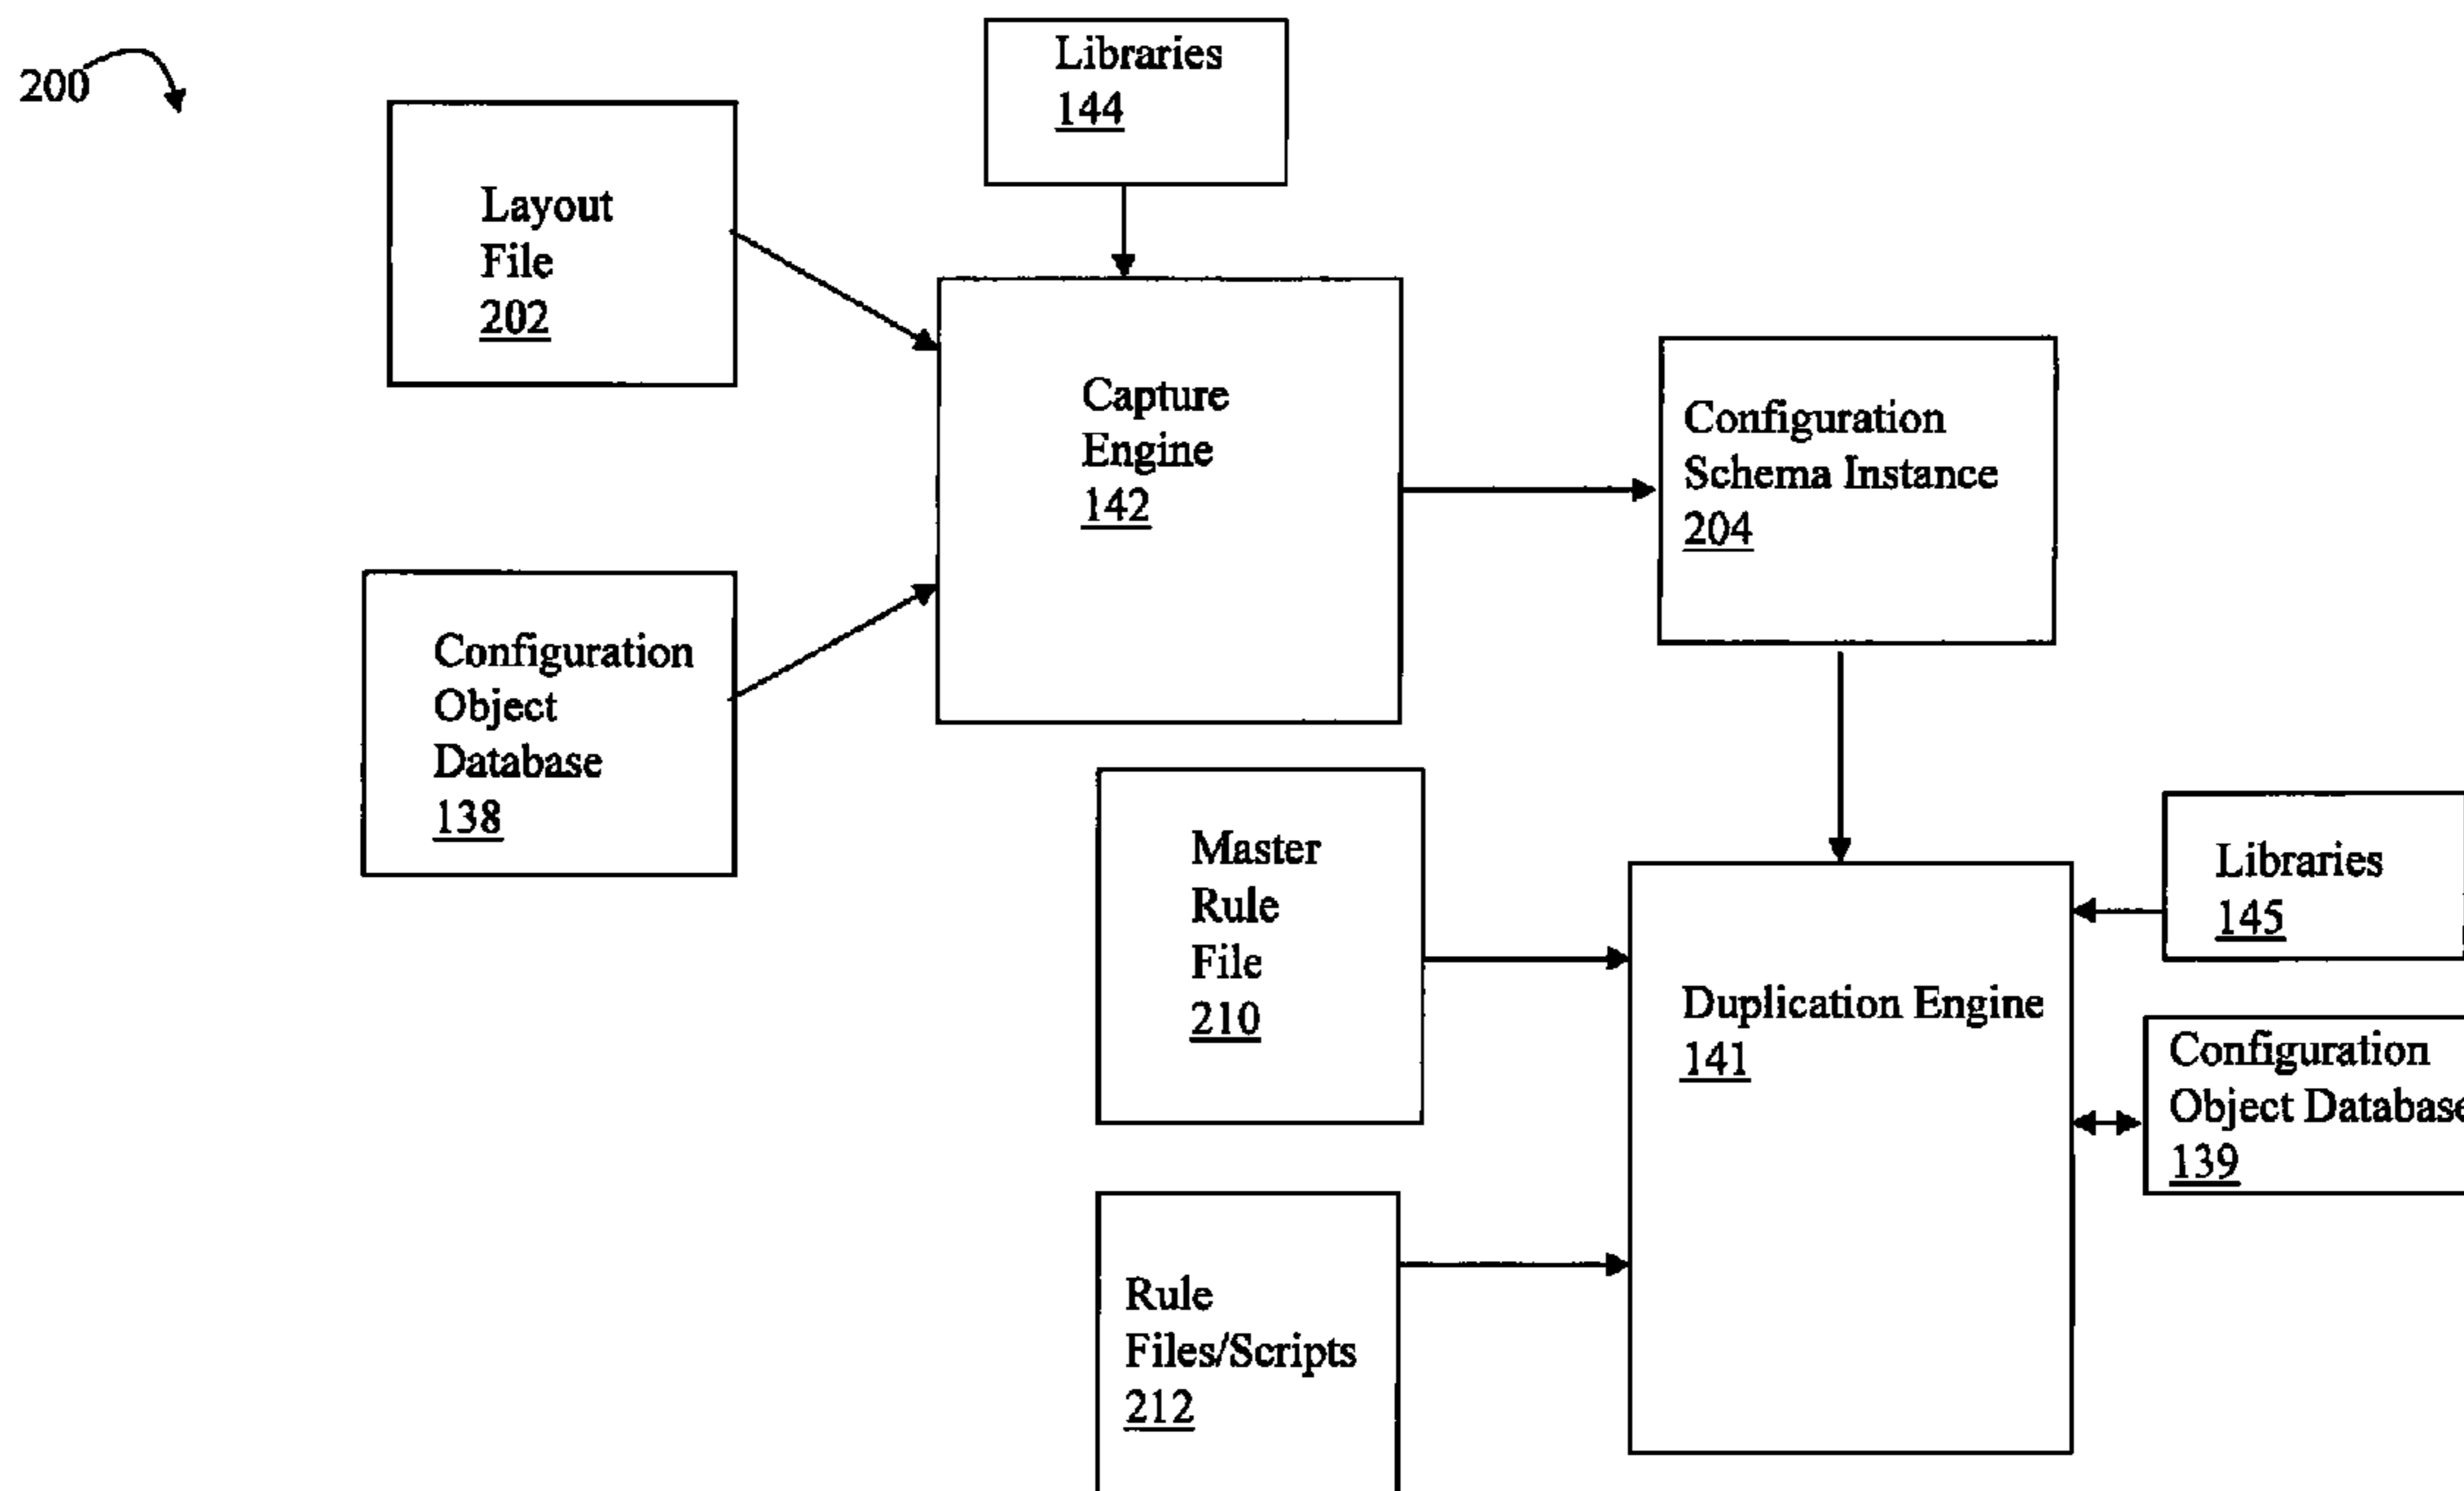 200
Libraries
144
Layout
File
202
Capture
Engine
142
Configuration
Schema Instance
204
Configuration
Object
Database
138
Master
Rule
File
210
Libraries
145
Duplication Engine
141
Configuration
Object Database
139
Rule
Files/Scripts
212